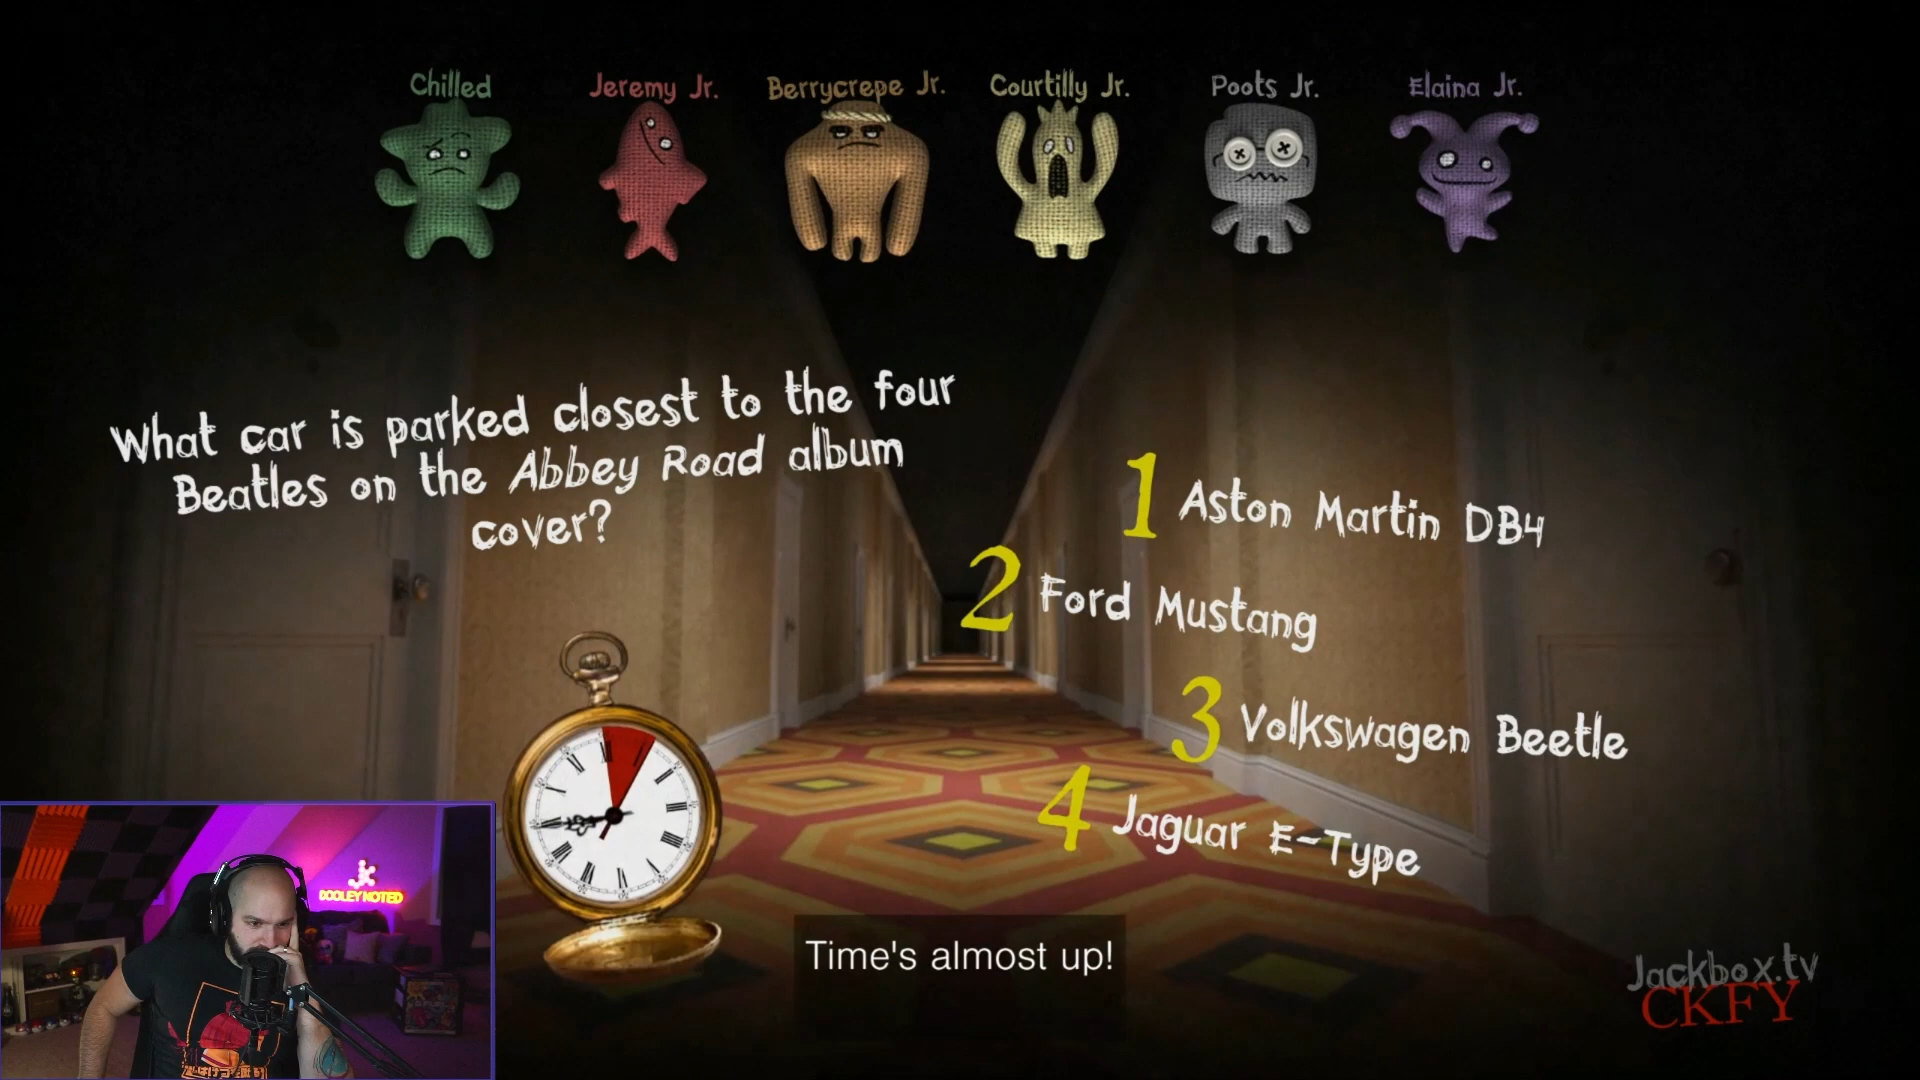 Chilled
Jeremy Jr.
Berrycrepe Jr.
Courtilly Jr.
Poots Jr.
Elaina Jr.
What car is parked closest to the four
Beatles on the Abbey Road album
cover?
1 Aston Martin DB4
2 Ford Mustang
3 Volkswagen Beetle
4 Jaguar E-Type
Time's almost up!
DOOLEY NOTED
Jackbox.tv
CKFY